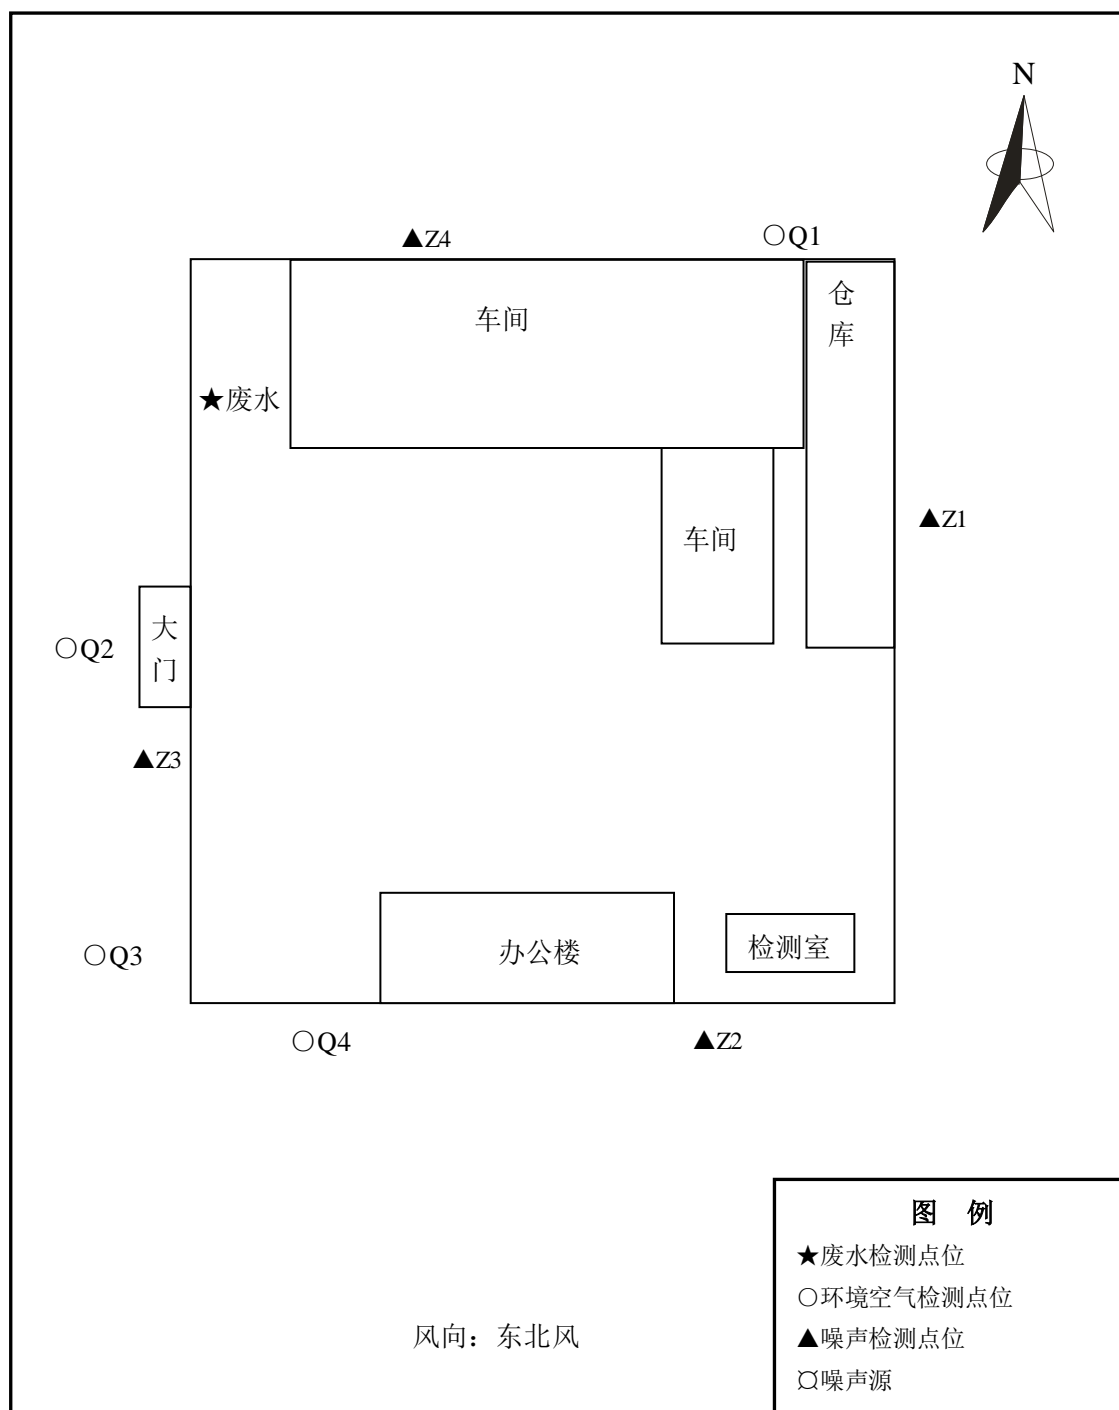 N
▲Z4
○Q1
车间
仓
库
★废水
▲Z1
车间
大
门
○Q2
▲Z3
○Q3
办公楼
检测室
○Q4
▲Z2
图 例
★废水检测点位
○环境空气检测点位
▲噪声检测点位
¤噪声源
风向：东北风